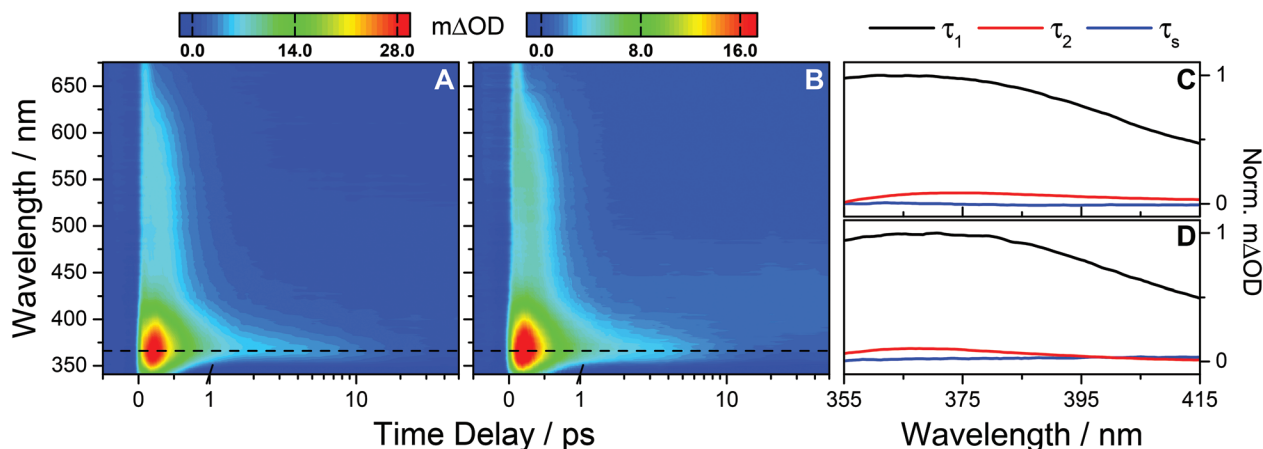 mΔOD
0.0 14.0 28.0
0.0 8.0 16.0
τ1 τ2 τs
A
B
C
D
Wavelength / nm
650
600
550
500
450
400
350
0 1 10
0 1 10
Time Delay / ps
1
0
1
0
Norm. mΔOD
355 375 395 415
Wavelength / nm